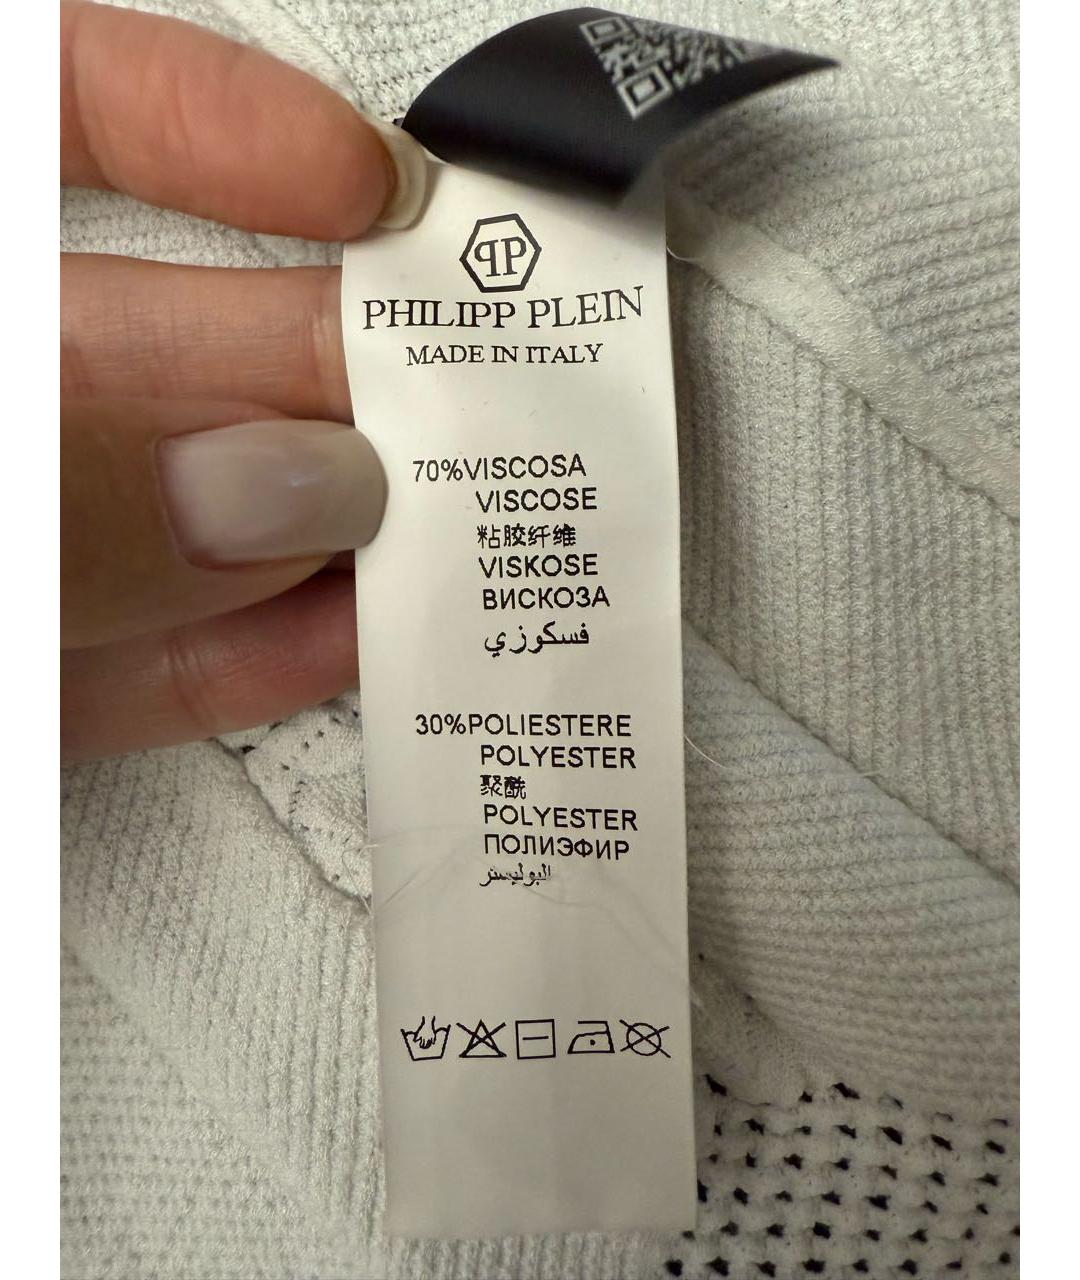 PP
PHILIPP PLEIN
MADE IN ITALY
70%VISCOSA
VISCOSE
粘胶纤维
VISKOSE
ВИСКОЗА
فسكوزي
30%POLIESTERE
POLYESTER
聚酰
POLYESTER
ПОЛИЭФИР
البوليستر